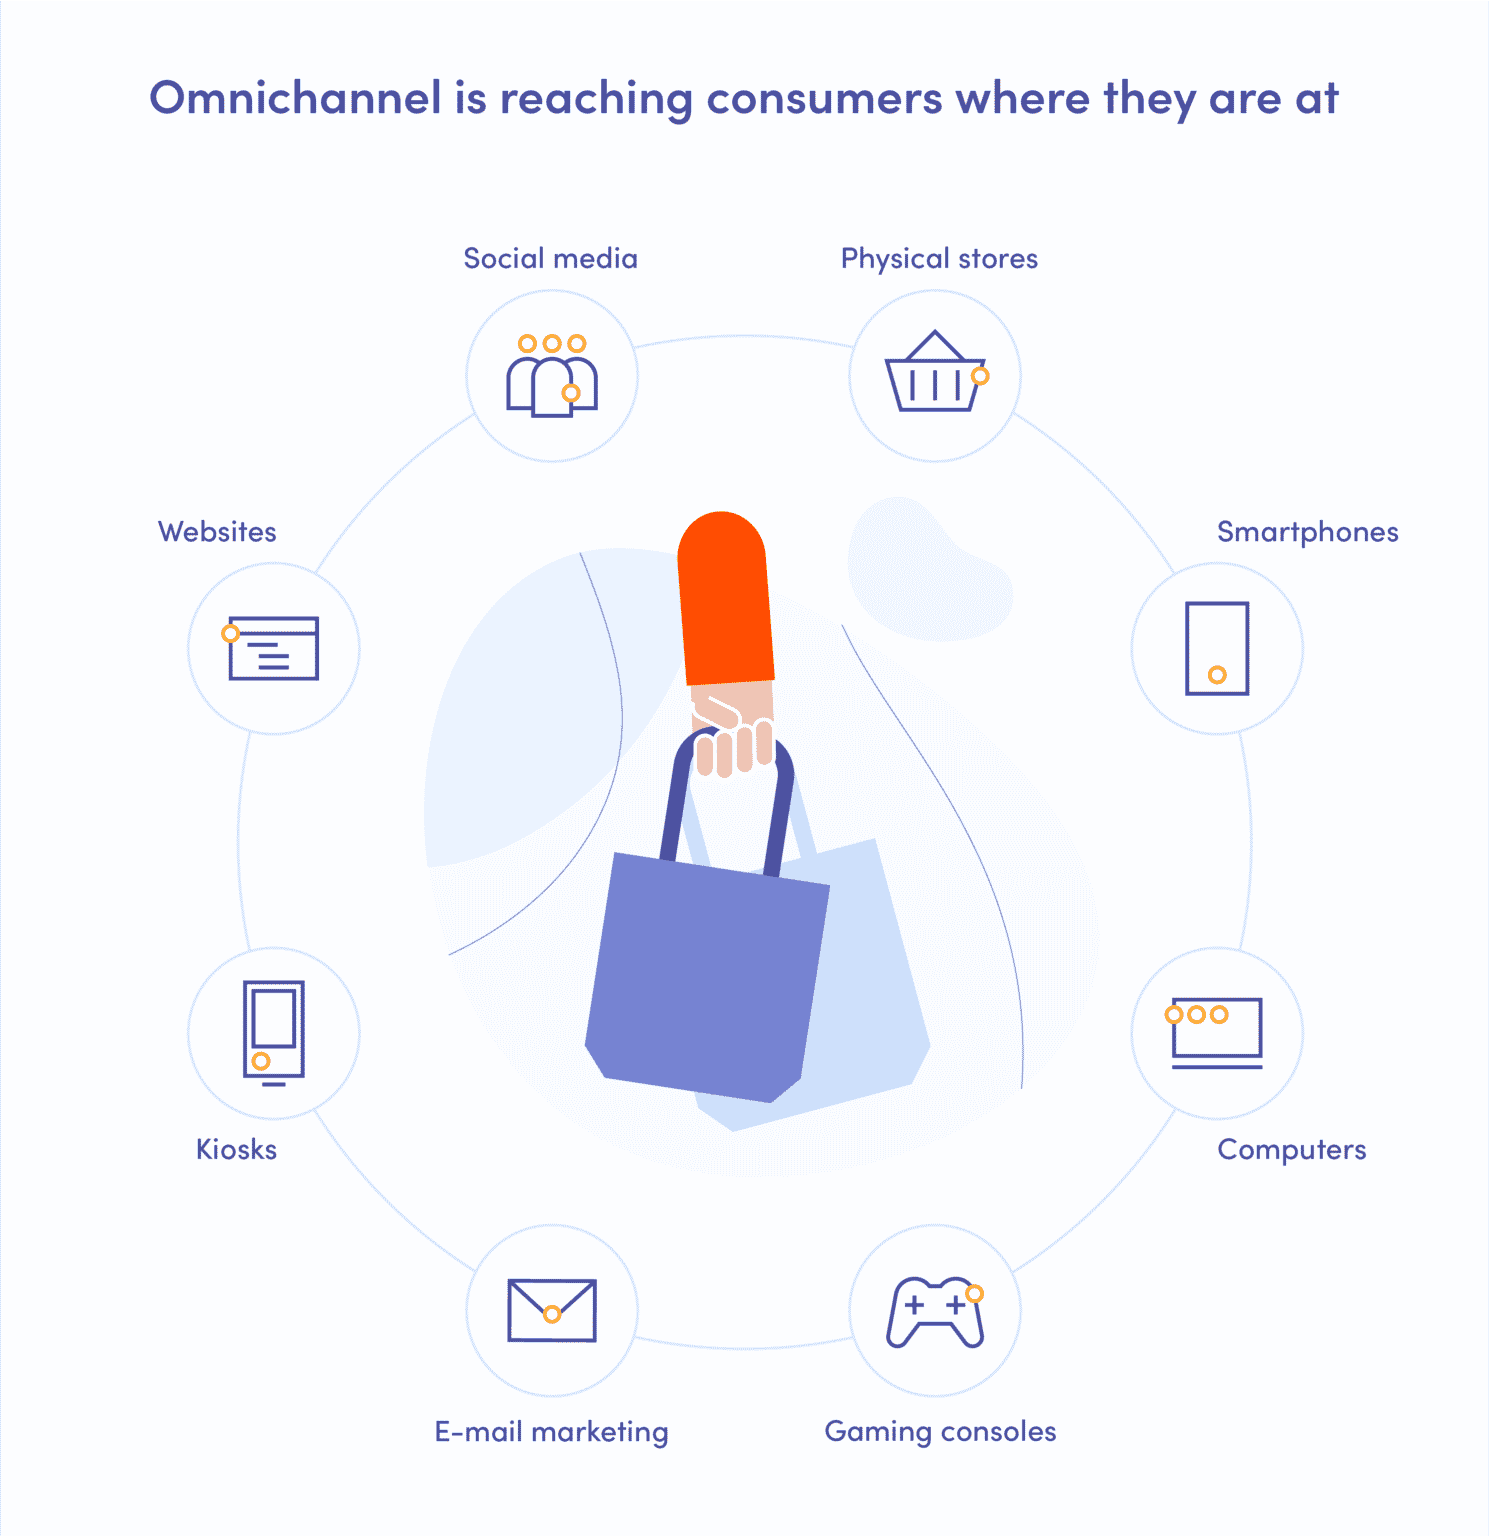 Omnichannel is reaching consumers where they are at
Social media
Physical stores
Websites
Smartphones
Kiosks
Computers
E-mail marketing
Gaming consoles